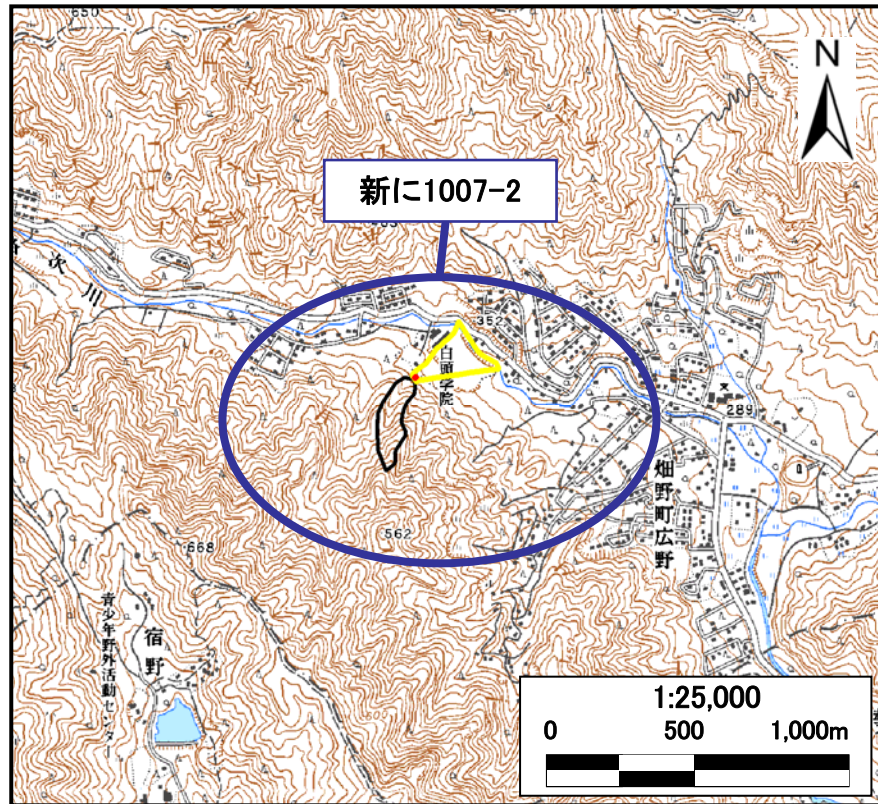 650
N
新に1007-2
次川
352
白頭学院
289
畑野町広野
562
668
青少年野外活動センター
宿野
1:25,000
0 500 1,000m